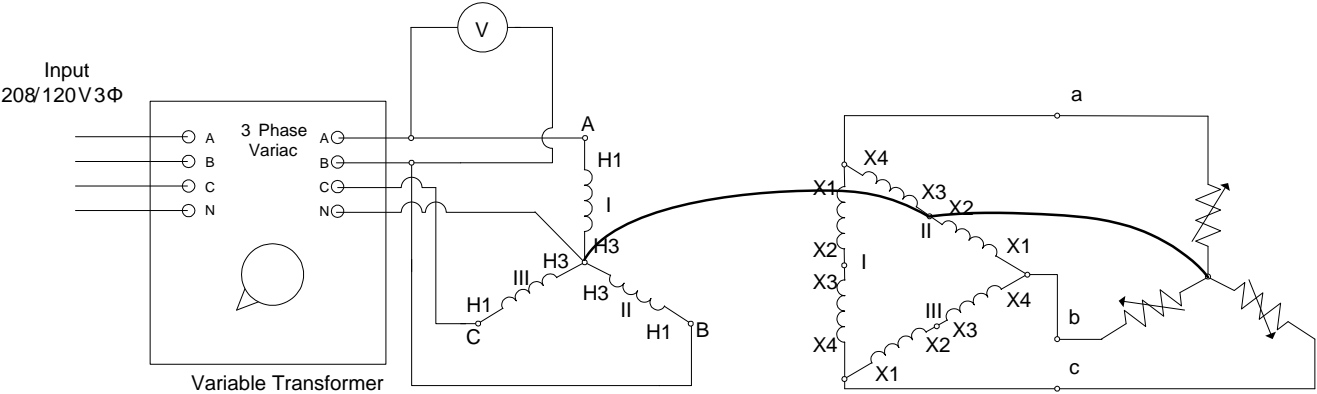 V
Input
208/120V 3Φ
3 Phase
Variac
A
B
C
N
A
B
C
N
Variable Transformer
A
H1
I
H3
H3
III
H1
C
H3
II
H1
B
a
X4
X3
X2
II
X1
X1
X2
I
X3
X4
X4
III
X3
X2
X1
b
c